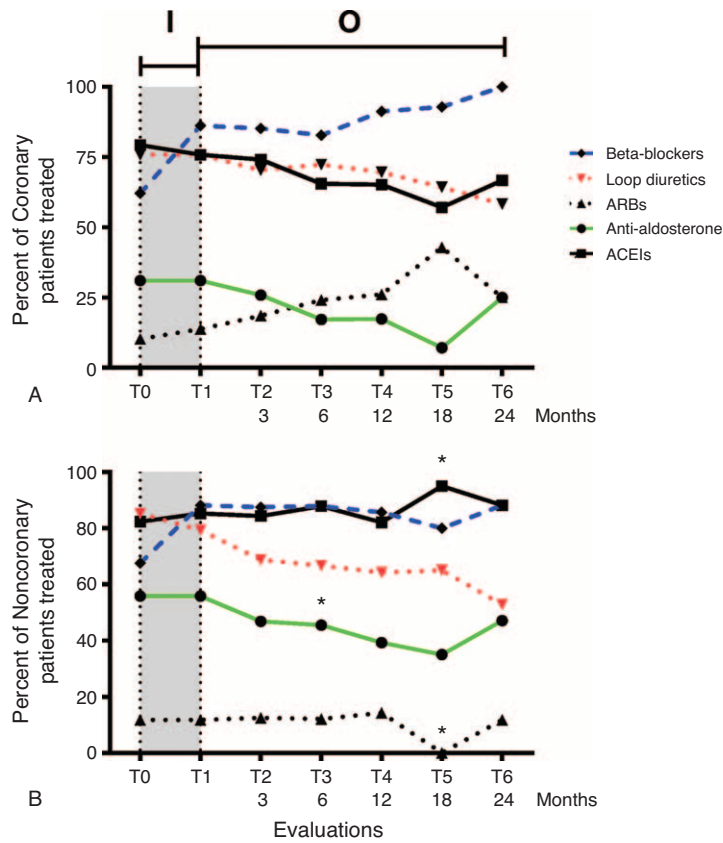 I O
100
75
50
25
0
Percent of Coronary
patients treated
T0 T1 T2 T3 T4 T5 T6
3 6 12 18 24 Months
A
Beta-blockers
Loop diuretics
ARBs
Anti-aldosterone
ACEIs
*
100
80
60
*
40
20
*
0
Percent of Noncoronary
patients treated
T0 T1 T2 T3 T4 T5 T6
3 6 12 18 24 Months
B
Evaluations